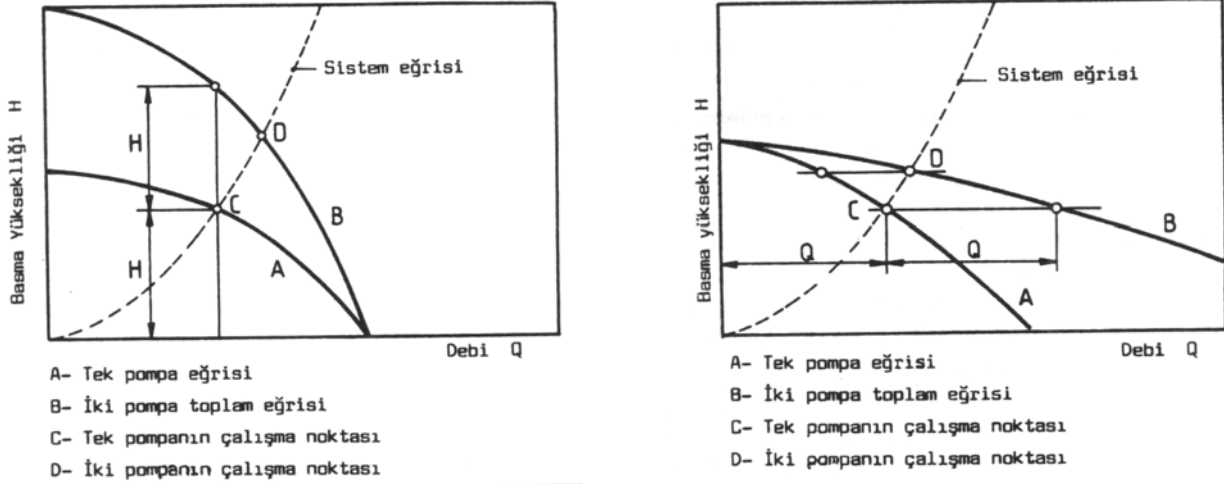 Basma Yüksekliği H
Sistem eğrisi
H
D
C
B
H
A
Debi Q
A- Tek pompa eğrisi
B- İki pompa toplam eğrisi
C- Tek pompanın çalışma noktası
D- İki pompanın çalışma noktası
Basma yüksekliği H
Sistem eğrisi
D
C
B
Q
Q
A
Debi Q
A- Tek pompa eğrisi
B- İki pompa toplam eğrisi
C- Tek pompanın çalışma noktası
D- İki pompanın çalışma noktası